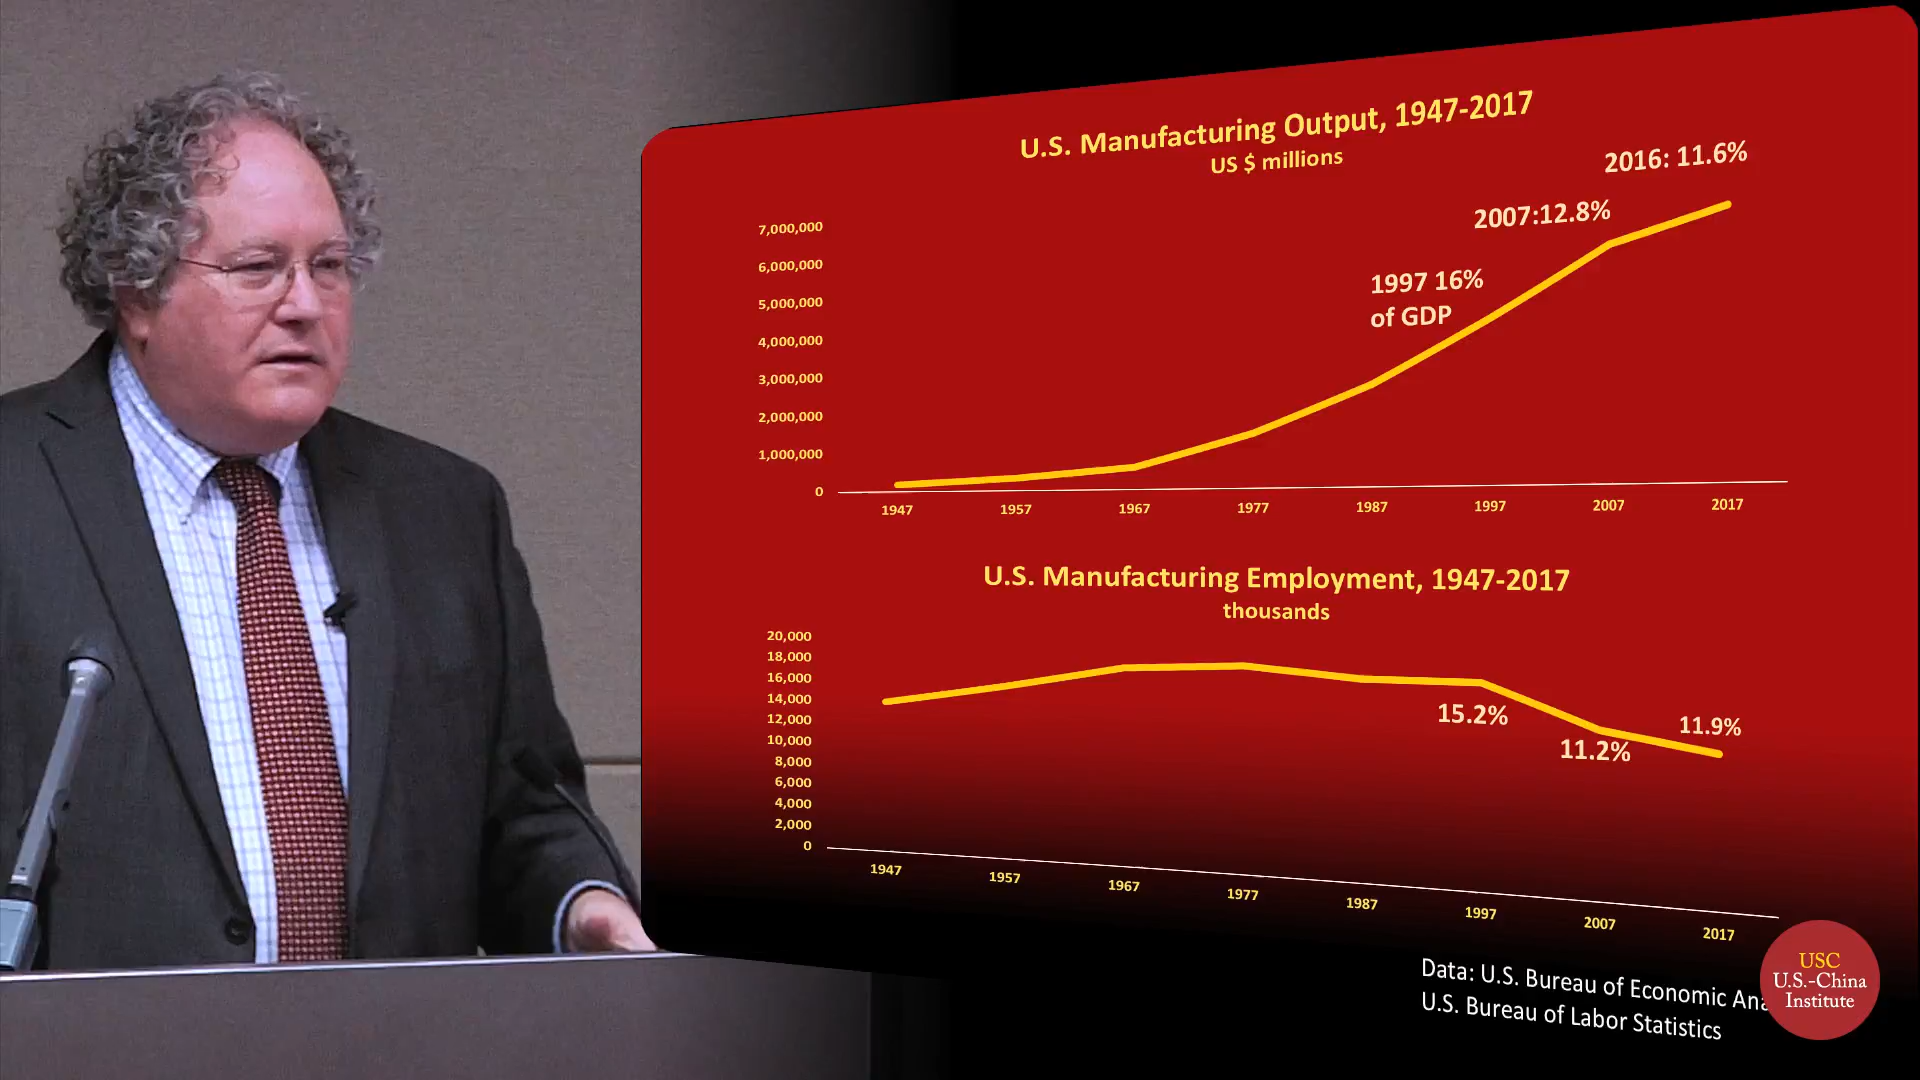 U.S. Manufacturing Output, 1947-2017
US $ millions
2016: 11.6%
2007:12.8%
1997 16%
of GDP
7,000,000
6,000,000
5,000,000
4,000,000
3,000,000
2,000,000
1,000,000
0
1947 1957 1967 1977 1987 1997 2007 2017
U.S. Manufacturing Employment, 1947-2017
thousands
20,000
18,000
16,000
14,000
12,000
10,000
8,000
6,000
4,000
2,000
0
15.2%
11.2%
11.9%
1947 1957 1967 1977 1987 1997 2007 2017
Data: U.S. Bureau of Economic Ana
U.S. Bureau of Labor Statistics
USC
U.S.-China
Institute